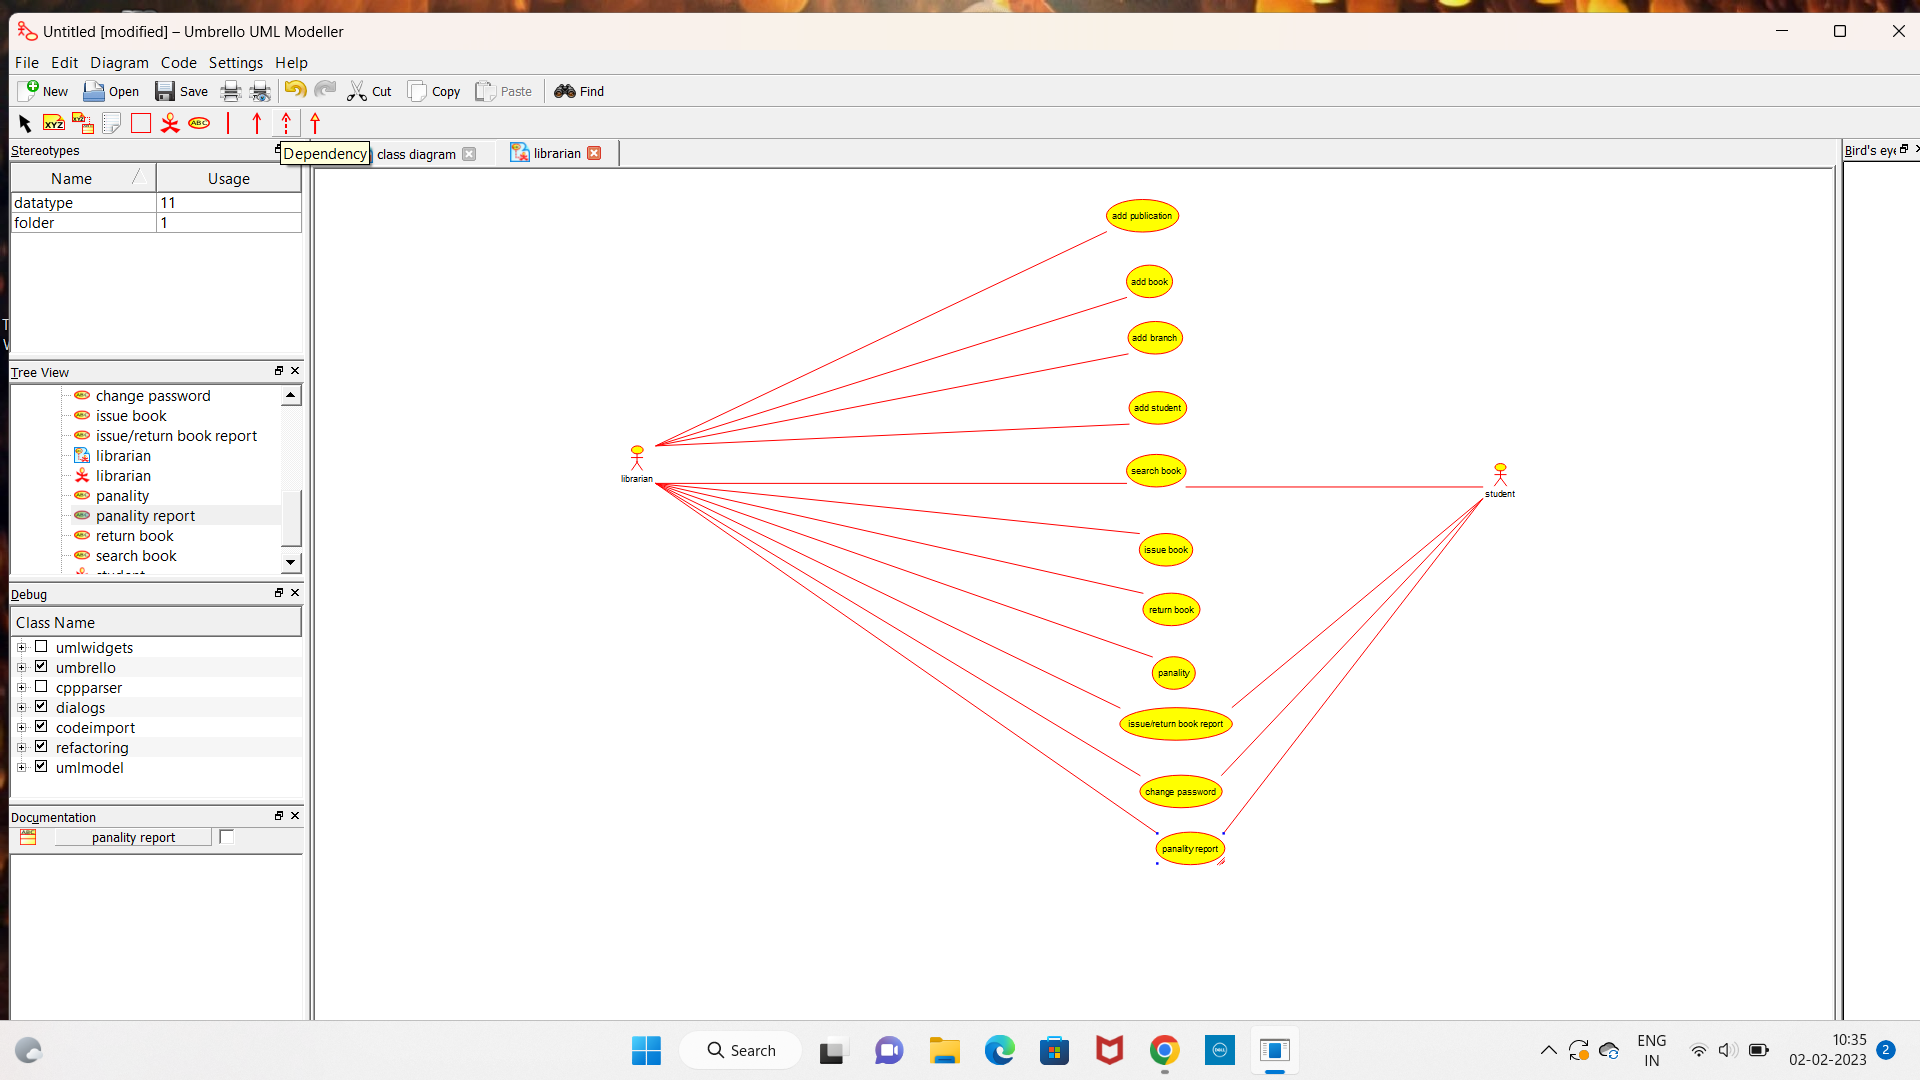 Untitled [modified] – Umbrello UML Modeller
File Edit Diagram Code Settings Help
New Open Save Cut Copy Paste Find
XYZ XYZ ABC
Stereotypes
Dependency
class diagram
librarian
Bird's eye
Name Usage
datatype 11
folder 1
Tree View
change password
issue book
issue/return book report
librarian
librarian
panality
panality report
return book
search book
Debug
Class Name
umlwidgets
umbrello
cppparser
dialogs
codeimport
refactoring
umlmodel
Documentation
panality report
add publication
add book
add branch
add student
search book
librarian
student
issue book
return book
panality
issue/return book report
change password
panality report
Search
DELL
ENG
IN
10:35
02-02-2023
2